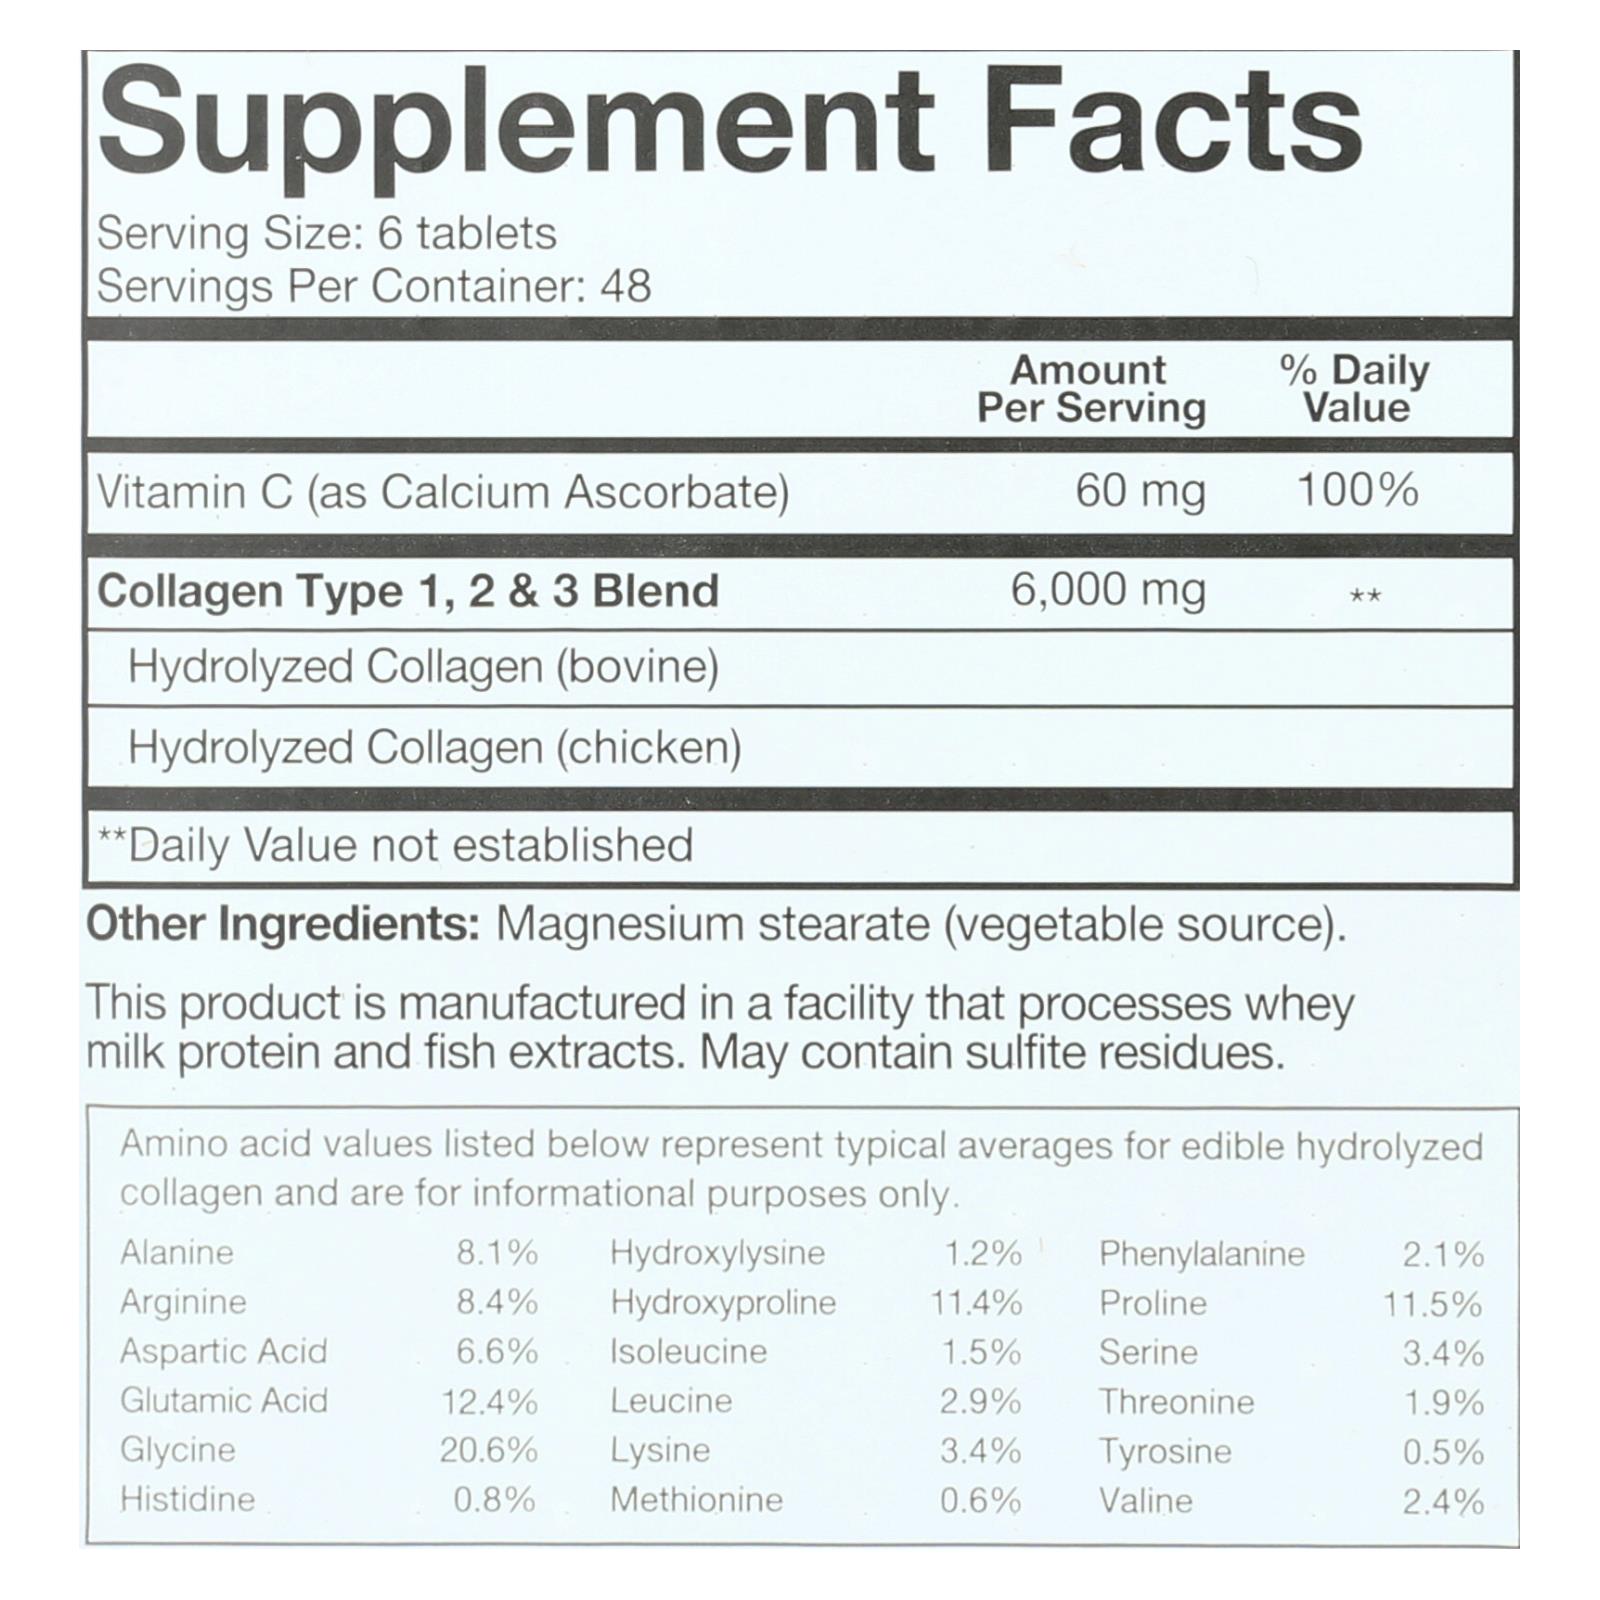 Supplement Facts
Serving Size: 6 tablets
Servings Per Container: 48
Amount Per Serving
% Daily Value
Vitamin C (as Calcium Ascorbate) 60 mg 100%
Collagen Type 1, 2 & 3 Blend 6,000 mg **
Hydrolyzed Collagen (bovine)
Hydrolyzed Collagen (chicken)
**Daily Value not established
Other Ingredients: Magnesium stearate (vegetable source).
This product is manufactured in a facility that processes whey
milk protein and fish extracts. May contain sulfite residues.
Amino acid values listed below represent typical averages for edible hydrolyzed
collagen and are for informational purposes only.
Alanine 8.1% Hydroxylysine 1.2% Phenylalanine 2.1%
Arginine 8.4% Hydroxyproline 11.4% Proline 11.5%
Aspartic Acid 6.6% Isoleucine 1.5% Serine 3.4%
Glutamic Acid 12.4% Leucine 2.9% Threonine 1.9%
Glycine 20.6% Lysine 3.4% Tyrosine 0.5%
Histidine 0.8% Methionine 0.6% Valine 2.4%